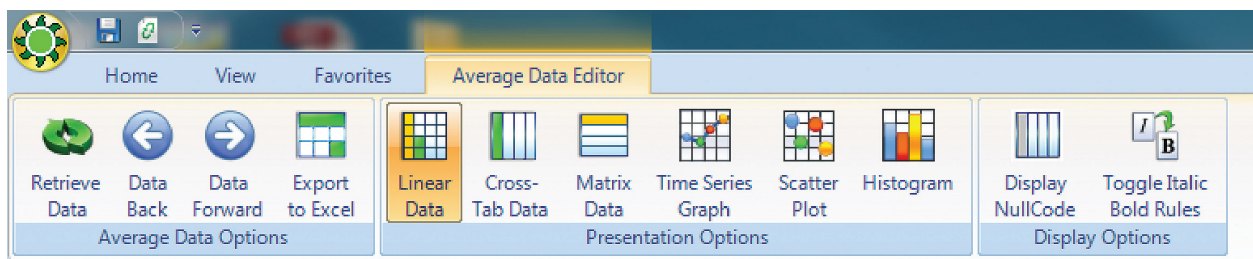 Home View Favorites Average Data Editor
Retrieve Data Data Export Linear Cross- Matrix Time Series Scatter Histogram Display Toggle Italic
Data Back Forward to Excel Data Tab Data Data Graph Plot NullCode Bold Rules
Average Data Options Presentation Options Display Options